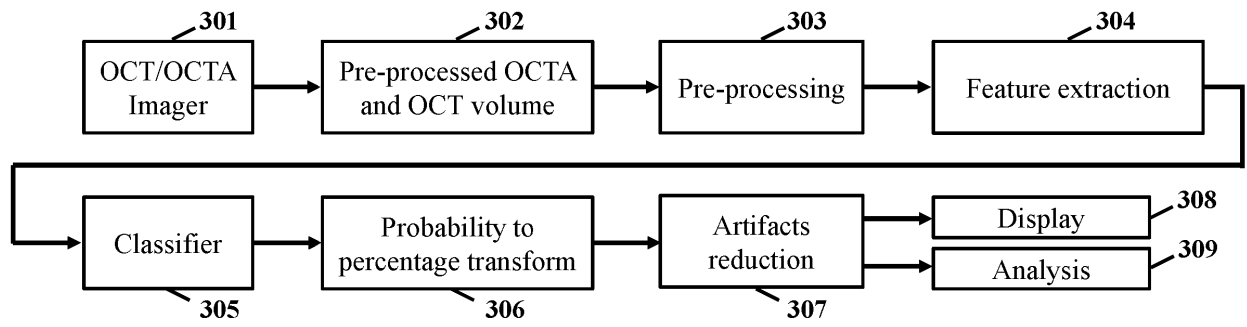 301
302
303
304
OCT/OCTA
Imager
Pre-processed OCTA
and OCT volume
Pre-processing
Feature extraction
Classifier
Probability to
percentage transform
Artifacts
reduction
Display
308
Analysis
309
305
306
307